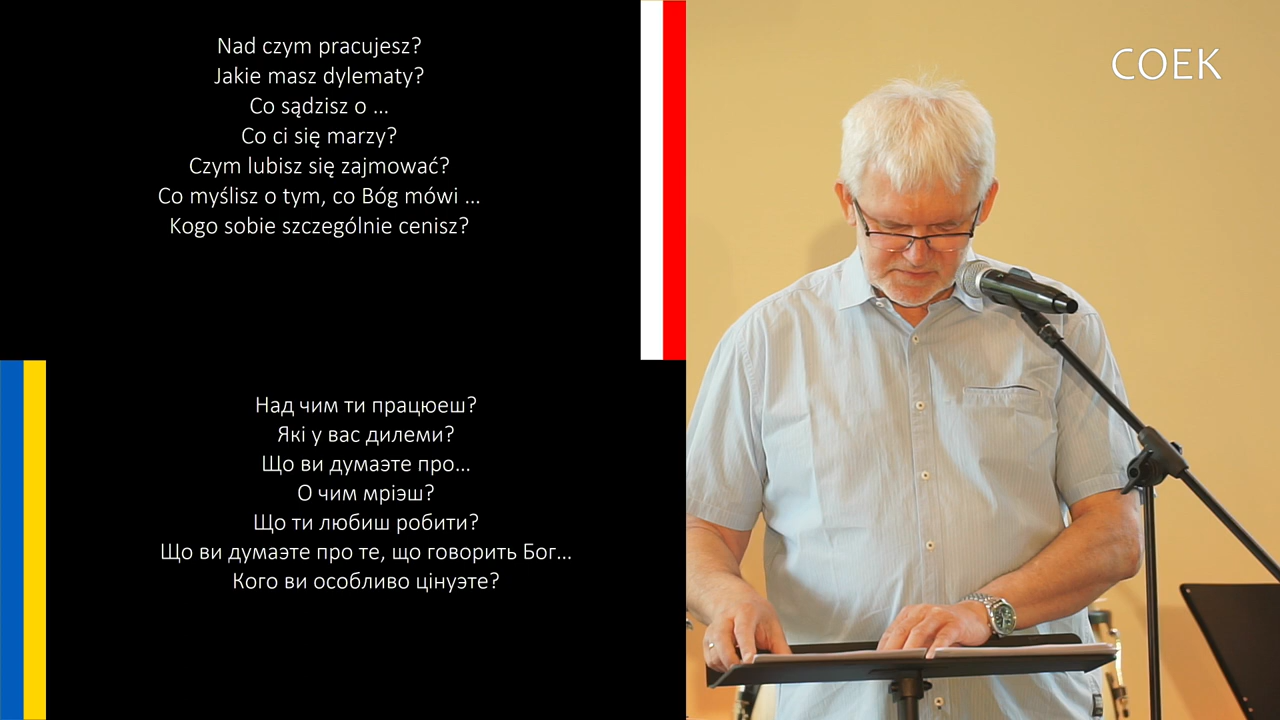 Nad czym pracujesz?
Jakie masz dylematy?
Co sądzisz o ...
Co ci się marzy?
Czym lubisz się zajmować?
Co myślisz o tym, co Bóg mówi ...
Kogo sobie szczególnie cenisz?
COEK
Над чим ти працюеш?
Які у вас дилеми?
Що ви думаэте про...
О чим мріэш?
Що ти любиш робити?
Що ви думаэте про те, що говорить Бог...
Кого ви особливо цінуэте?